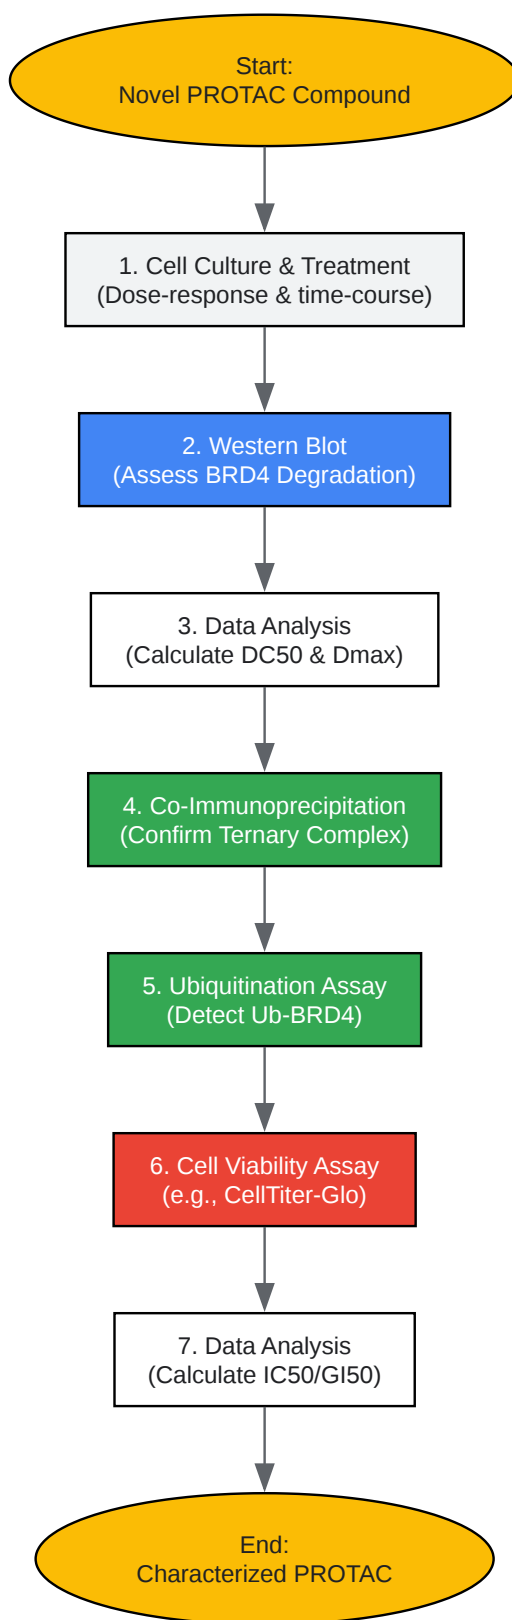 Start:
Novel PROTAC Compound
1. Cell Culture & Treatment
(Dose-response & time-course)
2. Western Blot
(Assess BRD4 Degradation)
3. Data Analysis
(Calculate DC50 & Dmax)
4. Co-Immunoprecipitation
(Confirm Ternary Complex)
5. Ubiquitination Assay
(Detect Ub-BRD4)
6. Cell Viability Assay
(e.g., CellTiter-Glo)
7. Data Analysis
(Calculate IC50/GI50)
End:
Characterized PROTAC